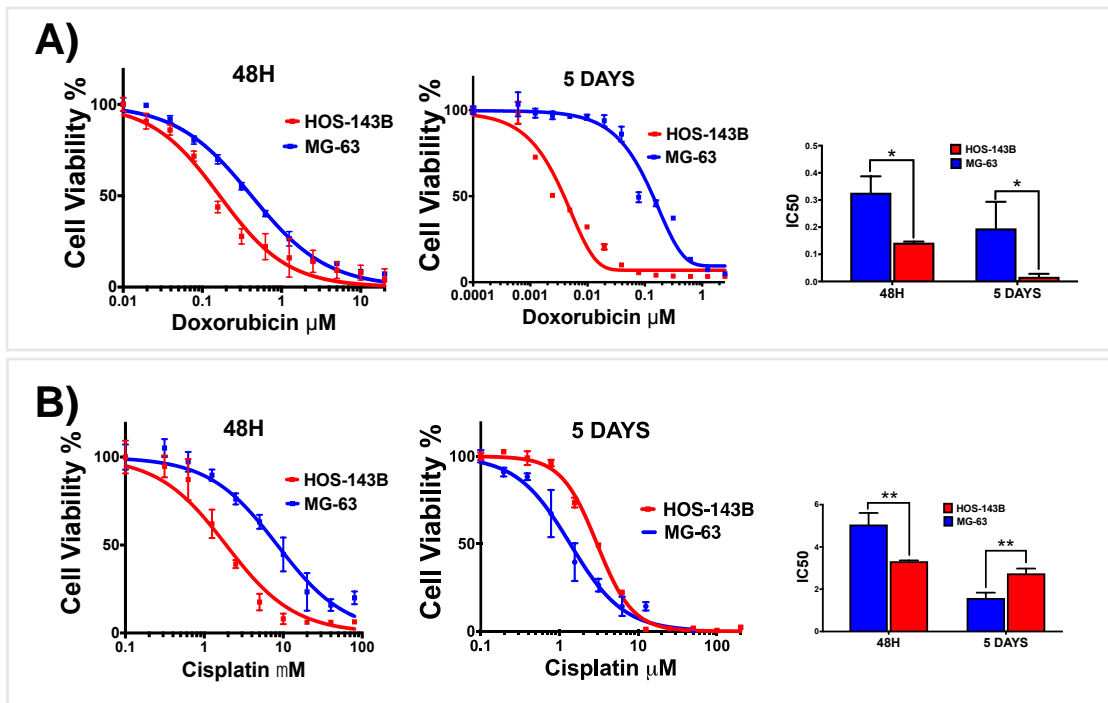 A)
48H
Cell Viability %
100
50
0
HOS-143B
MG-63
0.01 0.1 1 10
Doxorubicin µM
5 DAYS
Cell Viability %
100
50
0
HOS-143B
MG-63
0.0001 0.001 0.01 0.1 1
Doxorubicin µM
HOS-143B
MG-63
IC50
0.5
0.4
0.3
0.2
0.1
0.0
*
*
48H 5 DAYS
B)
48H
Cell Viability %
100
50
0
HOS-143B
MG-63
0.1 1 10 100
Cisplatin mM
5 DAYS
Cell Viability %
100
50
0
HOS-143B
MG-63
0.1 1 10 100
Cisplatin µM
HOS-143B
MG-63
IC50
6
4
2
0
**
**
48H 5 DAYS